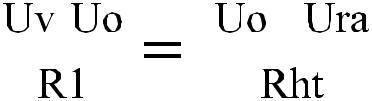 Uv Uo = Uo Ura
R1 Rht